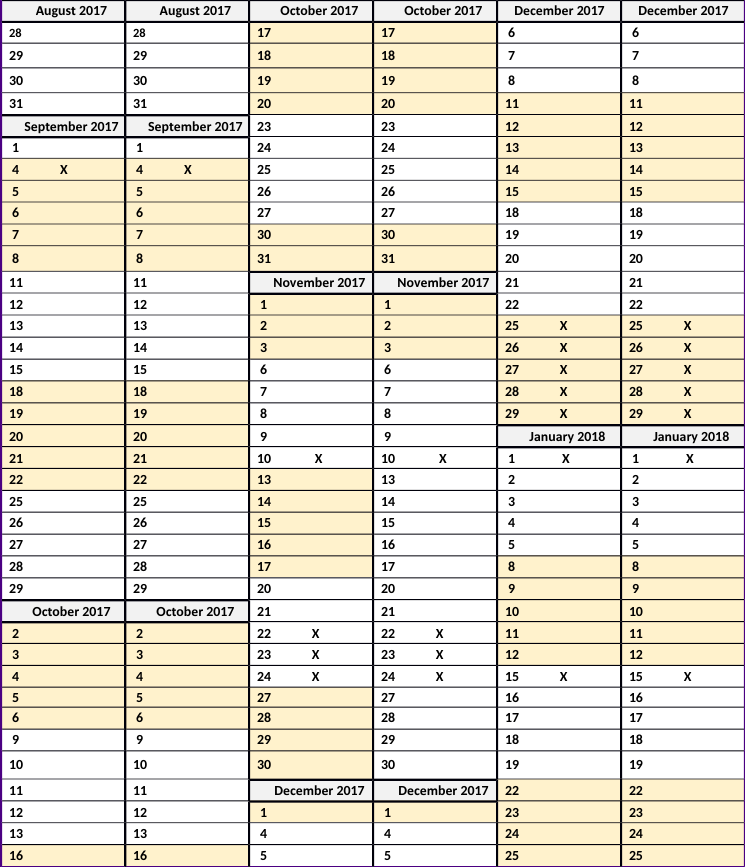 August 2017 August 2017 October 2017 October 2017 December 2017 December 2017
28 28 17 17 6 6
29 29 18 18 7 7
30 30 19 19 8 8
31 31 20 20 11 11
September 2017 September 2017 23 23 12 12
1 1 24 24 13 13
4 X 4 X 25 25 14 14
5 5 26 26 15 15
6 6 27 27 18 18
7 7 30 30 19 19
8 8 31 31 20 20
11 11 November 2017 November 2017 21 21
12 12 1 1 22 22
13 13 2 2 25 X 25 X
14 14 3 3 26 X 26 X
15 15 6 6 27 X 27 X
18 18 7 7 28 X 28 X
19 19 8 8 29 X 29 X
20 20 9 9 January 2018 January 2018
21 21 10 X 10 X 1 X 1 X
22 22 13 13 2 2
25 25 14 14 3 3
26 26 15 15 4 4
27 27 16 16 5 5
28 28 17 17 8 8
29 29 20 20 9 9
October 2017 October 2017 21 21 10 10
2 2 22 X 22 X 11 11
3 3 23 X 23 X 12 12
4 4 24 X 24 X 15 X 15 X
5 5 27 27 16 16
6 6 28 28 17 17
9 9 29 29 18 18
10 10 30 30 19 19
11 11 December 2017 December 2017 22 22
12 12 1 1 23 23
13 13 4 4 24 24
16 16 5 5 25 25